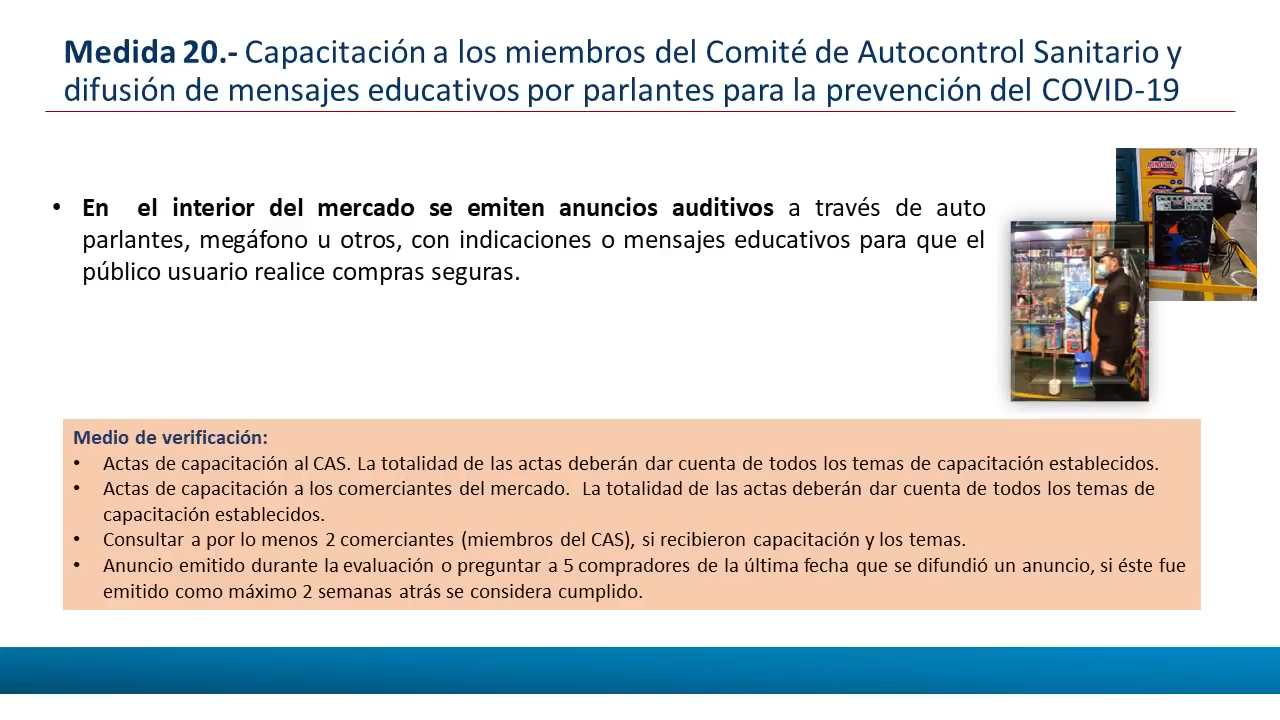 Medida 20.- Capacitación a los miembros del Comité de Autocontrol Sanitario y
difusión de mensajes educativos por parlantes para la prevención del COVID-19
• En el interior del mercado se emiten anuncios auditivos a través de auto
parlantes, megáfono u otros, con indicaciones o mensajes educativos para que el
público usuario realice compras seguras.
Medio de verificación:
• Actas de capacitación al CAS. La totalidad de las actas deberán dar cuenta de todos los temas de capacitación establecidos.
• Actas de capacitación a los comerciantes del mercado. La totalidad de las actas deberán dar cuenta de todos los temas de
capacitación establecidos.
• Consultar a por lo menos 2 comerciantes (miembros del CAS), si recibieron capacitación y los temas.
• Anuncio emitido durante la evaluación o preguntar a 5 compradores de la última fecha que se difundió un anuncio, si éste fue
emitido como máximo 2 semanas atrás se considera cumplido.